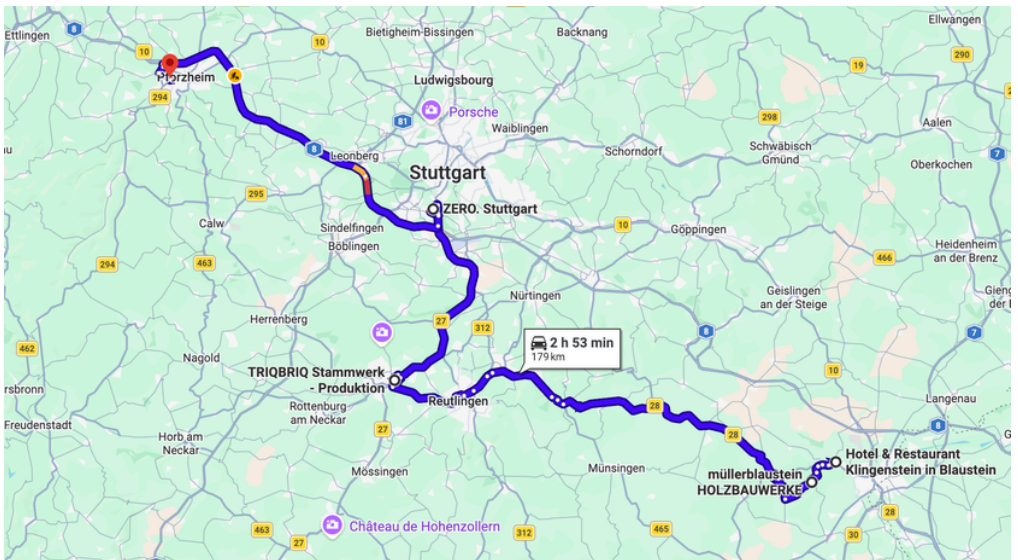 Ettlingen
8
10
10
Bietigheim-Bissingen
Backnang
Ellwangen
290
19
Pforzheim
294
Ludwigsbourg
Porsche
81
Waiblingen
298
Aalen
7
8
Leonberg
Schorndorf
Schwäbisch
Gmünd
Oberkochen
Stuttgart
295
ZERO. Stuttgart
Calw
Sindelfingen
Böblingen
10
Göppingen
466
Heidenheim
an der Brenz
294
463
Geislingen
an der Steige
Nürtingen
Herrenberg
27
312
8
7
462
Nagold
2 h 53 min
179 km
TRIQBRIQ Stammwerk
- Produktion
10
Reutlingen
Rottenburg
am Neckar
28
Langenau
Freudenstadt
27
28
8
Horb am
Neckar
Mössingen
Münsingen
Hotel & Restaurant
Klingenstein in Blaustein
müllerblaustein
HOLZBAUWERKE
28
Château de Hohenzollern
463
27
312
465
30